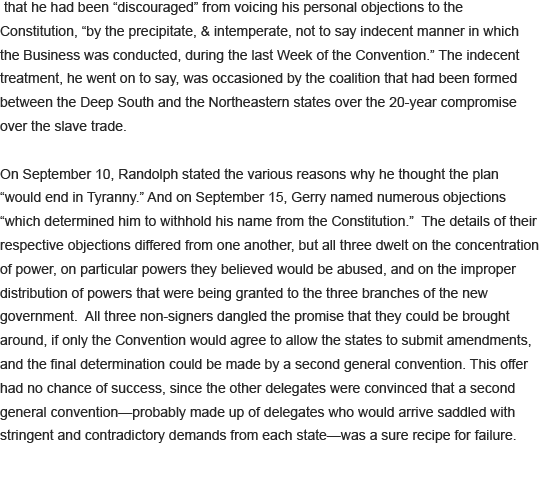 that he had been “discouraged” from voicing his personal objections to the
Constitution, “by the precipitate, & intemperate, not to say indecent manner in which
the Business was conducted, during the last Week of the Convention.” The indecent
treatment, he went on to say, was occasioned by the coalition that had been formed
between the Deep South and the Northeastern states over the 20-year compromise
over the slave trade.
On September 10, Randolph stated the various reasons why he thought the plan
“would end in Tyranny.” And on September 15, Gerry named numerous objections
“which determined him to withhold his name from the Constitution.”  The details of their
respective objections differed from one another, but all three dwelt on the concentration
of power, on particular powers they believed would be abused, and on the improper
distribution of powers that were being granted to the three branches of the new
government.  All three non-signers dangled the promise that they could be brought
around, if only the Convention would agree to allow the states to submit amendments,
and the final determination could be made by a second general convention. This offer
had no chance of success, since the other delegates were convinced that a second
general convention—probably made up of delegates who would arrive saddled with
stringent and contradictory demands from each state—was a sure recipe for failure.